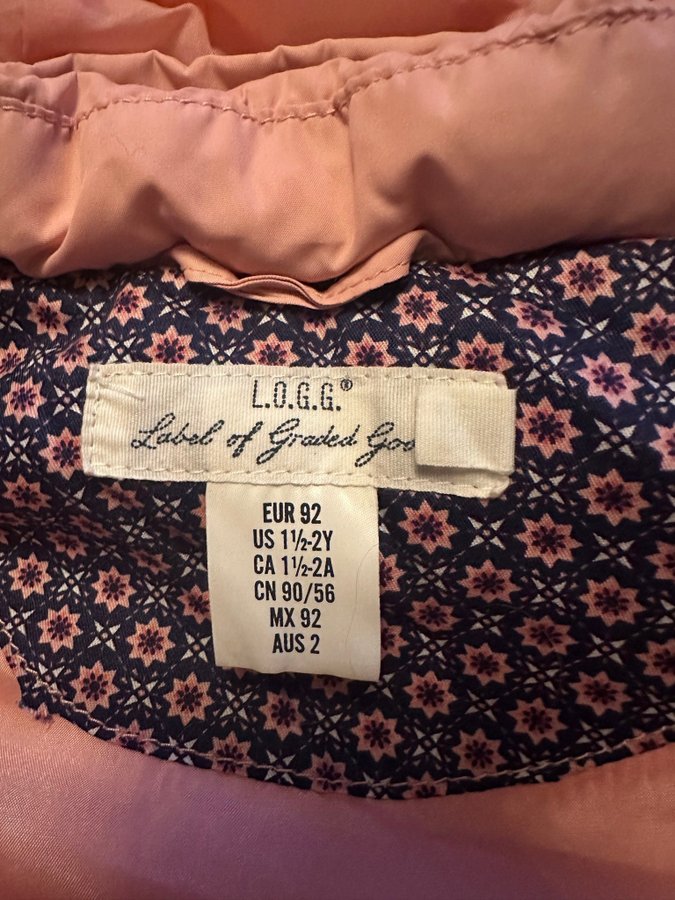 L.O.G.G.®
Label of Graded
EUR 92
US 1½-2Y
CA 1½-2A
CN 90/56
MX 92
AUS 2